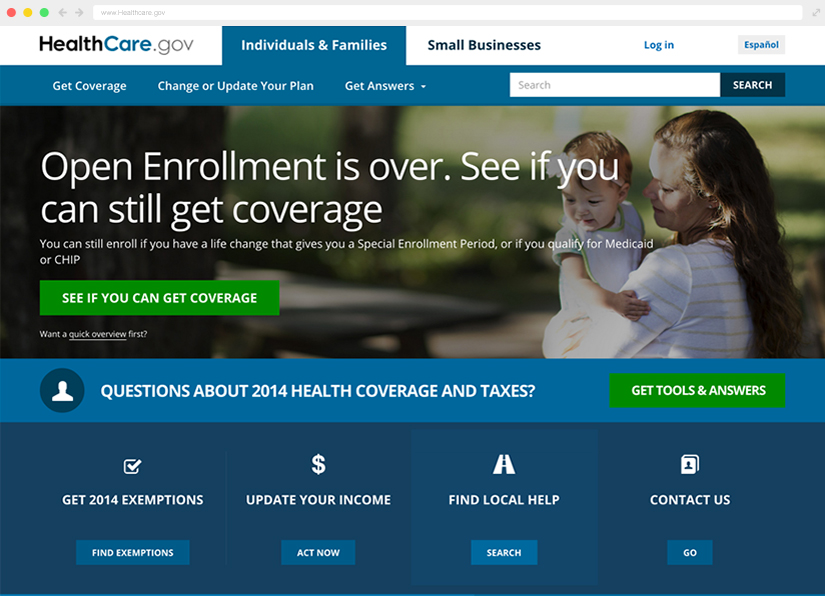 www.Healthcare.gov
HealthCare.gov
Individuals & Families
Small Businesses
Log in
Español
Get Coverage
Change or Update Your Plan
Get Answers
Search
SEARCH
Open Enrollment is over. See if you
can still get coverage
You can still enroll if you have a life change that gives you a Special Enrollment Period, or if you qualify for Medicaid
or CHIP
SEE IF YOU CAN GET COVERAGE
Want a quick overview first?
QUESTIONS ABOUT 2014 HEALTH COVERAGE AND TAXES?
GET TOOLS & ANSWERS
GET 2014 EXEMPTIONS
UPDATE YOUR INCOME
FIND LOCAL HELP
CONTACT US
FIND EXEMPTIONS
ACT NOW
SEARCH
GO